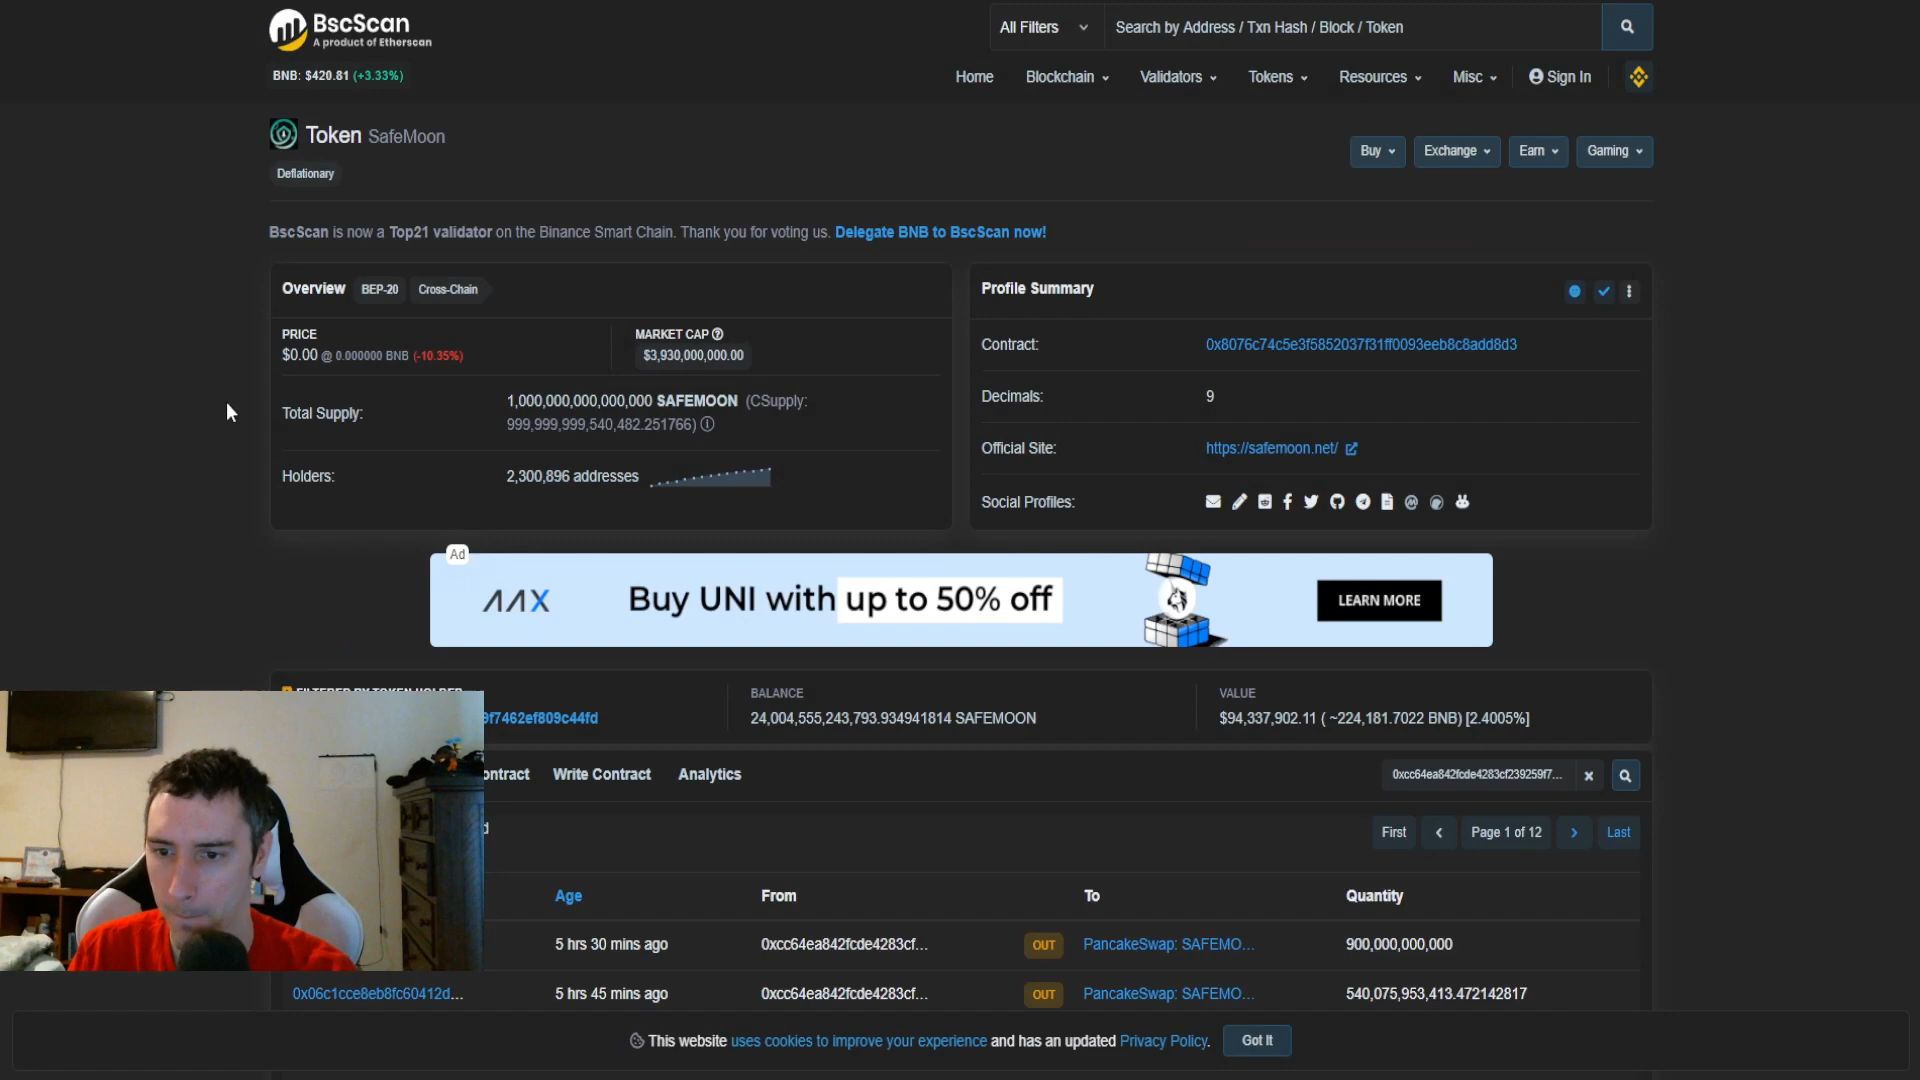 BscScan
A product of Etherscan
All Filters
Search by Address / Txn Hash / Block / Token
BNB: $420.81 (+3.33%)
Home
Blockchain
Validators
Tokens
Resources
Misc
Sign In
Token SafeMoon
Deflationary
Buy
Exchange
Earn
Gaming
BscScan is now a Top21 validator on the Binance Smart Chain. Thank you for voting us. Delegate BNB to BscScan now!
Overview
BEP-20
Cross-Chain
PRICE
$0.00 @ 0.000000 BNB (-10.35%)
MARKET CAP
$3,930,000,000.00
Total Supply:
1,000,000,000,000,000 SAFEMOON (CSupply:
999,999,999,540,482.251766)
Holders:
2,300,896 addresses
Profile Summary
Contract:
0x8076c74c5e3f5852037f31ff0093eeb8c8add8d3
Decimals:
9
Official Site:
https://safemoon.net/
Social Profiles:
Ad
AAX
Buy UNI with up to 50% off
LEARN MORE
FILTERED BY TOKEN HOLDER
9f7462ef809c44fd
BALANCE
24,004,555,243,793.934941814 SAFEMOON
VALUE
$94,337,902.11 ( ~224,181.7022 BNB) [2.4005%]
ontract
Write Contract
Analytics
0xcc64ea842fcde4283cf239259f7...
First
Page 1 of 12
Last
Age
From
To
Quantity
5 hrs 30 mins ago
0xcc64ea842fcde4283cf...
OUT
PancakeSwap: SAFEMO...
900,000,000,000
0x06c1cce8eb8fc60412d...
5 hrs 45 mins ago
0xcc64ea842fcde4283cf...
OUT
PancakeSwap: SAFEMO...
540,075,953,413.472142817
This website uses cookies to improve your experience and has an updated Privacy Policy.
Got It